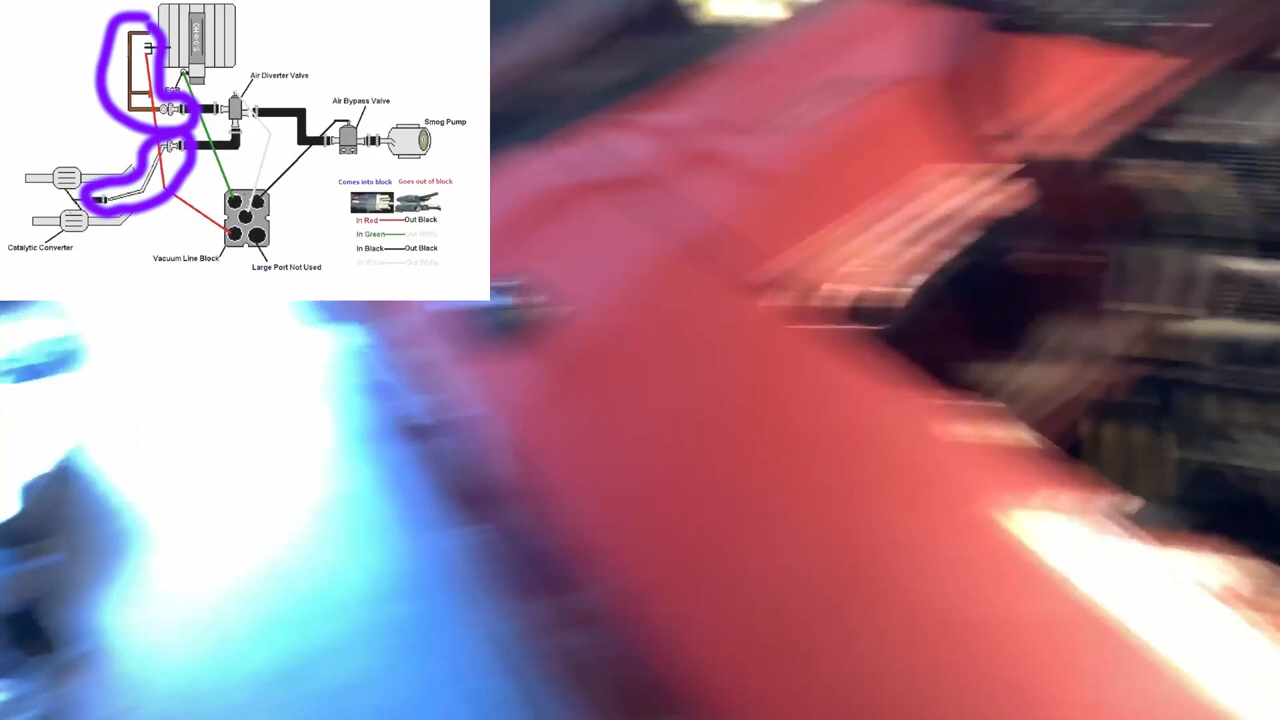 Air Diverter Valve
EGR
Air Bypass Valve
Smog Pump
Comes into block Goes out of block
In Red Out Black
In Green Out White
In Black Out Black
In White Out White
Catalytic Converter
Vacuum Line Block
Large Port Not Used